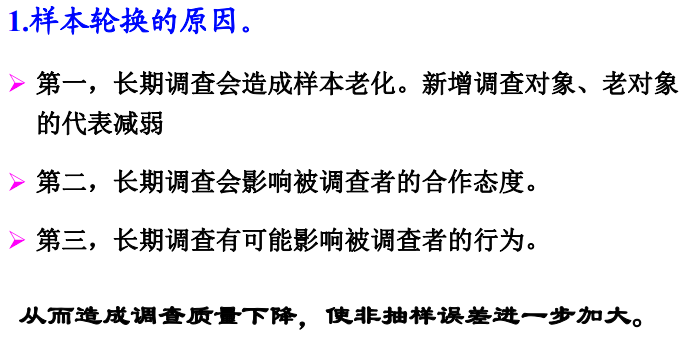 1.样本轮换的原因。
第一，长期调查会造成样本老化。新增调查对象、老对象
的代表减弱
第二，长期调查会影响被调查者的合作态度。
第三，长期调查有可能影响被调查者的行为。
从而造成调查质量下降，使非抽样误差进一步加大。